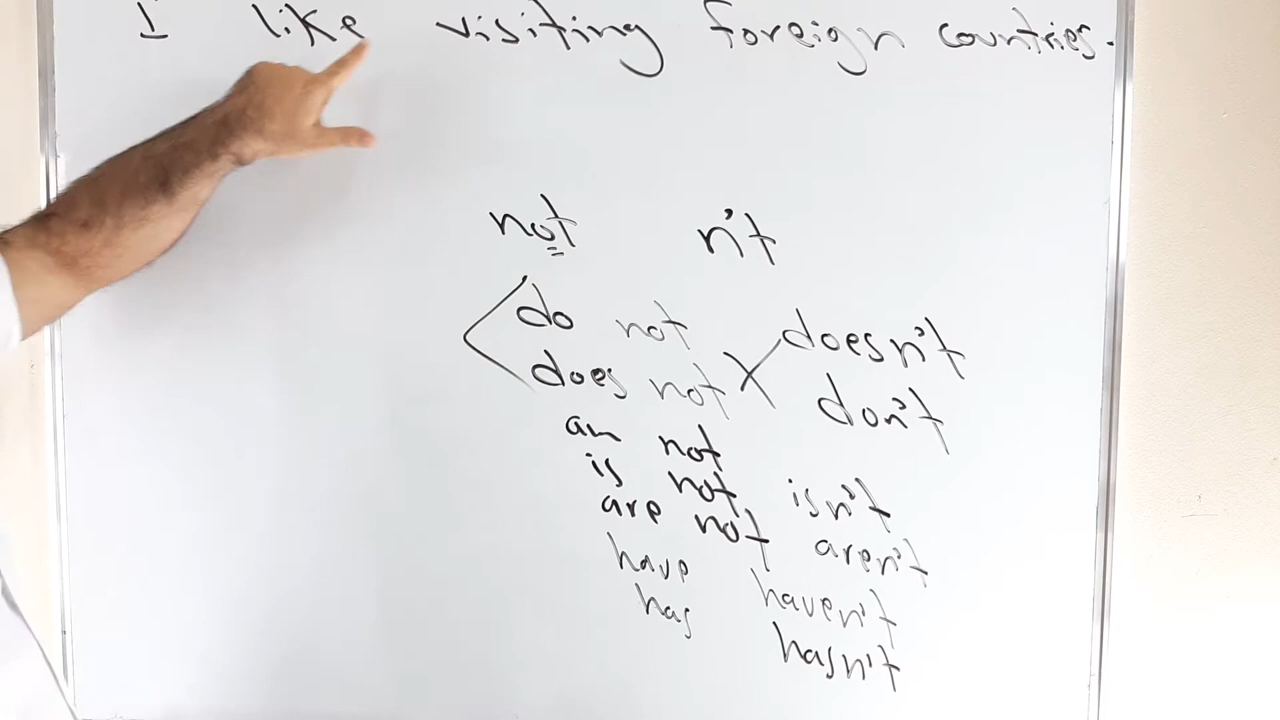 I like visiting foreign countries.
not n't
do not doesn't
does not don't
am not
is not isn't
are not aren't
have haven't
has hasn't